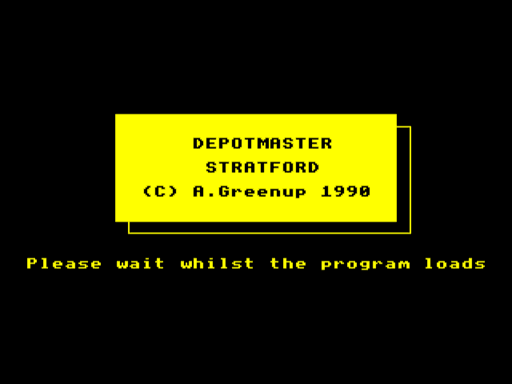 DEPOTMASTER
STRATFORD
(C) A.Greenup 1990
Please wait whilst the program loads